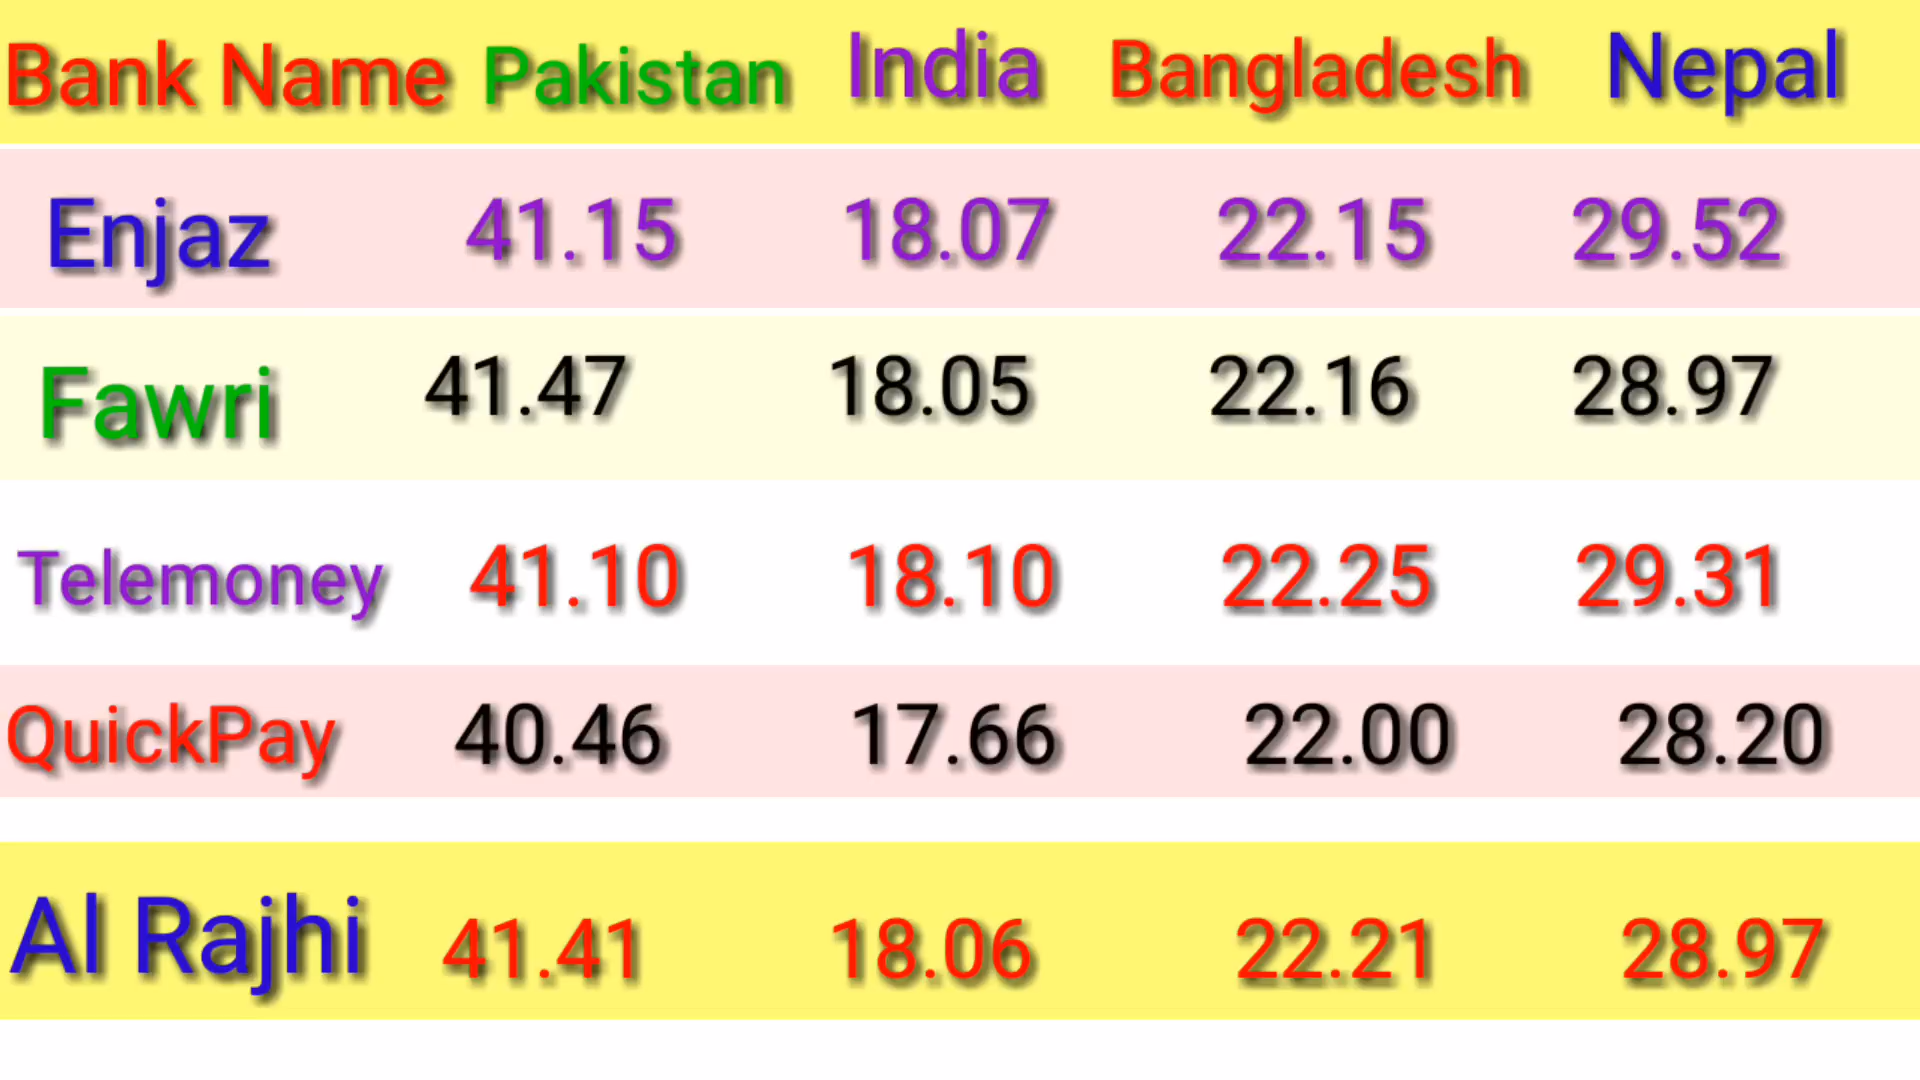 Bank Name Pakistan India Bangladesh Nepal
Enjaz 41.15 18.07 22.15 29.52
Fawri 41.47 18.05 22.16 28.97
Telemoney 41.10 18.10 22.25 29.31
QuickPay 40.46 17.66 22.00 28.20
Al Rajhi 41.41 18.06 22.21 28.97